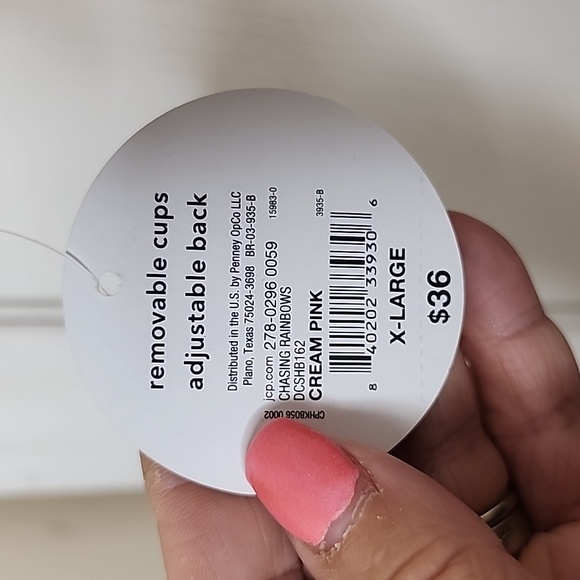 removable cups
adjustable back
Distributed in the U.S. by Penney OpCo LLC
Plano, Texas 75024-3698 BR-03-935-B
jcp.com 278-0296 0059 15983-0
CHASING RAINBOWS
DCSHB162
CREAM PINK 3935-B
8 40202 33930 6
X-LARGE
$36
CPHK8056 U002